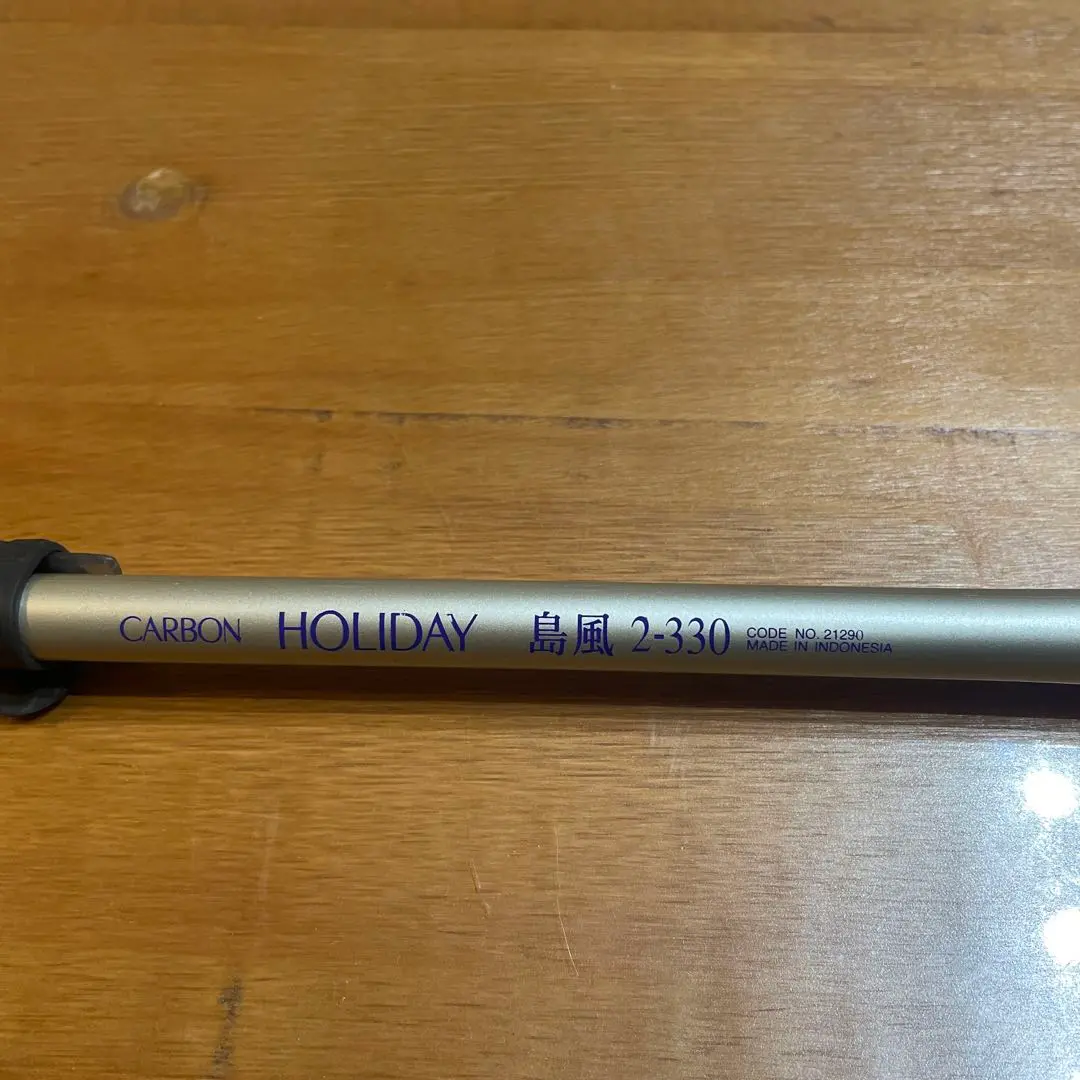 CARBON HOLIDAY 島風 2-330 CODE NO. 21290
MADE IN INDONESIA